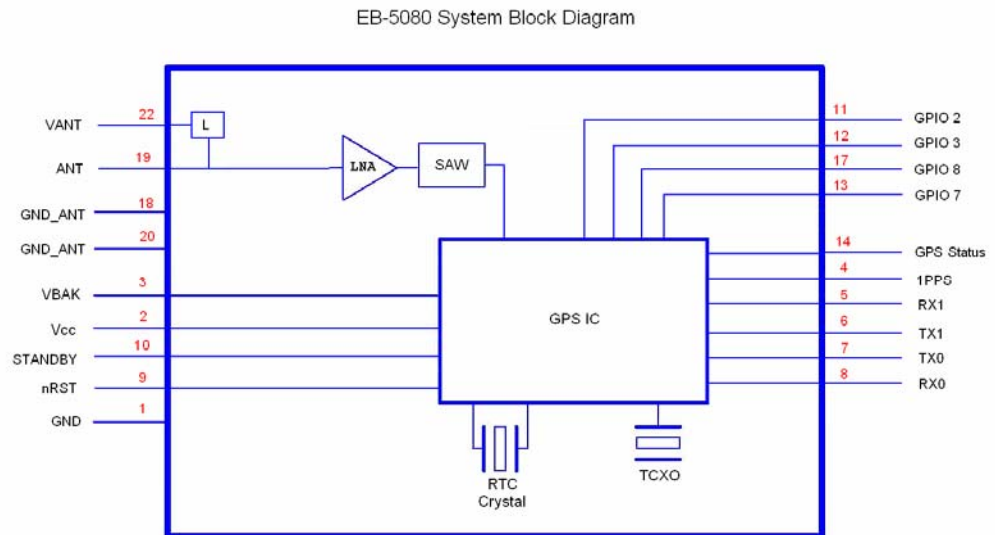 EB-5080 System Block Diagram
22
VANT
L
19
ANT
LNA
SAW
18
GND_ANT
20
GND_ANT
3
VBAK
2
Vcc
10
STANDBY
9
nRST
1
GND
GPS IC
RTC
Crystal
TCXO
11
GPIO 2
12
GPIO 3
17
GPIO 8
13
GPIO 7
14
GPS Status
4
1PPS
5
RX1
6
TX1
7
TX0
8
RX0